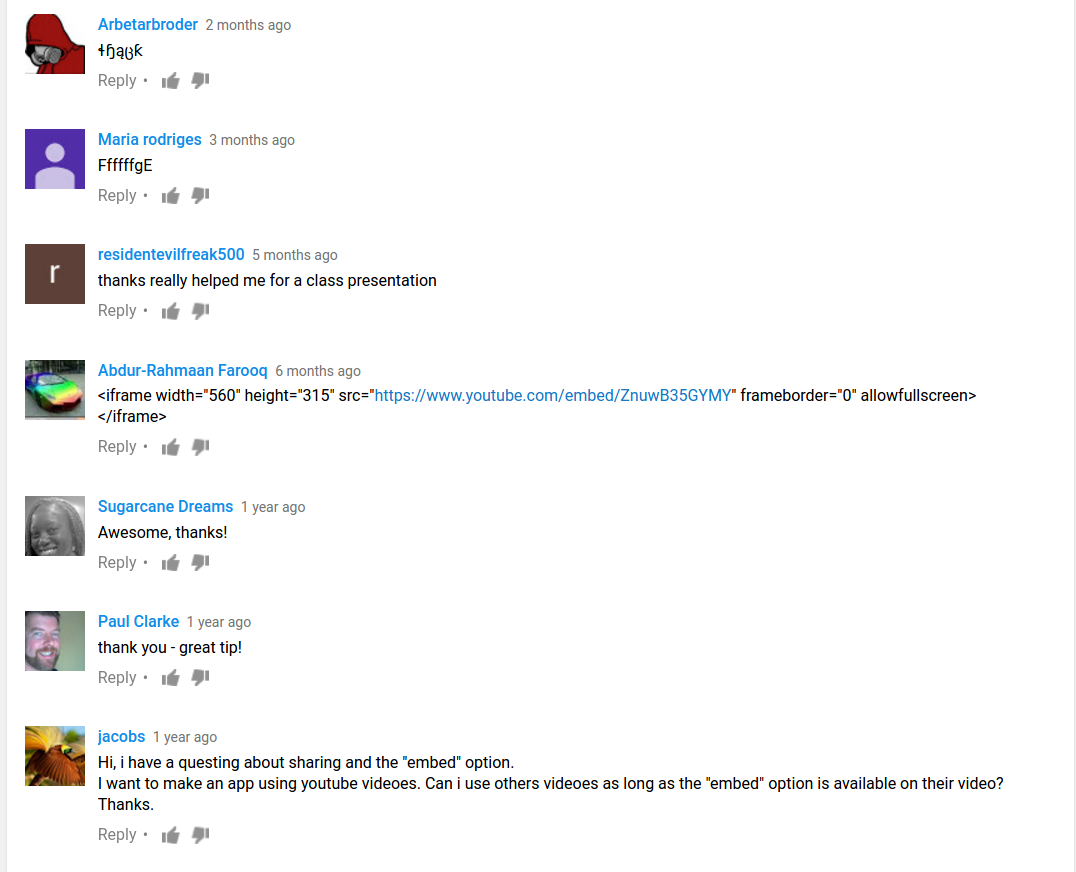 Arbetarbroder 2 months ago
ɬɧąƈƙ
Reply •
Maria rodriges 3 months ago
FffffffgE
Reply •
r
residentevilfreak500 5 months ago
thanks really helped me for a class presentation
Reply •
Abdur-Rahmaan Farooq 6 months ago
<iframe width="560" height="315" src="https://www.youtube.com/embed/ZnuwB35GYMY" frameborder="0" allowfullscreen>
</iframe>
Reply •
Sugarcane Dreams 1 year ago
Awesome, thanks!
Reply •
Paul Clarke 1 year ago
thank you - great tip!
Reply •
jacobs 1 year ago
Hi, i have a questing about sharing and the "embed" option.
I want to make an app using youtube videoes. Can i use others videoes as long as the "embed" option is available on their video?
Thanks.
Reply •